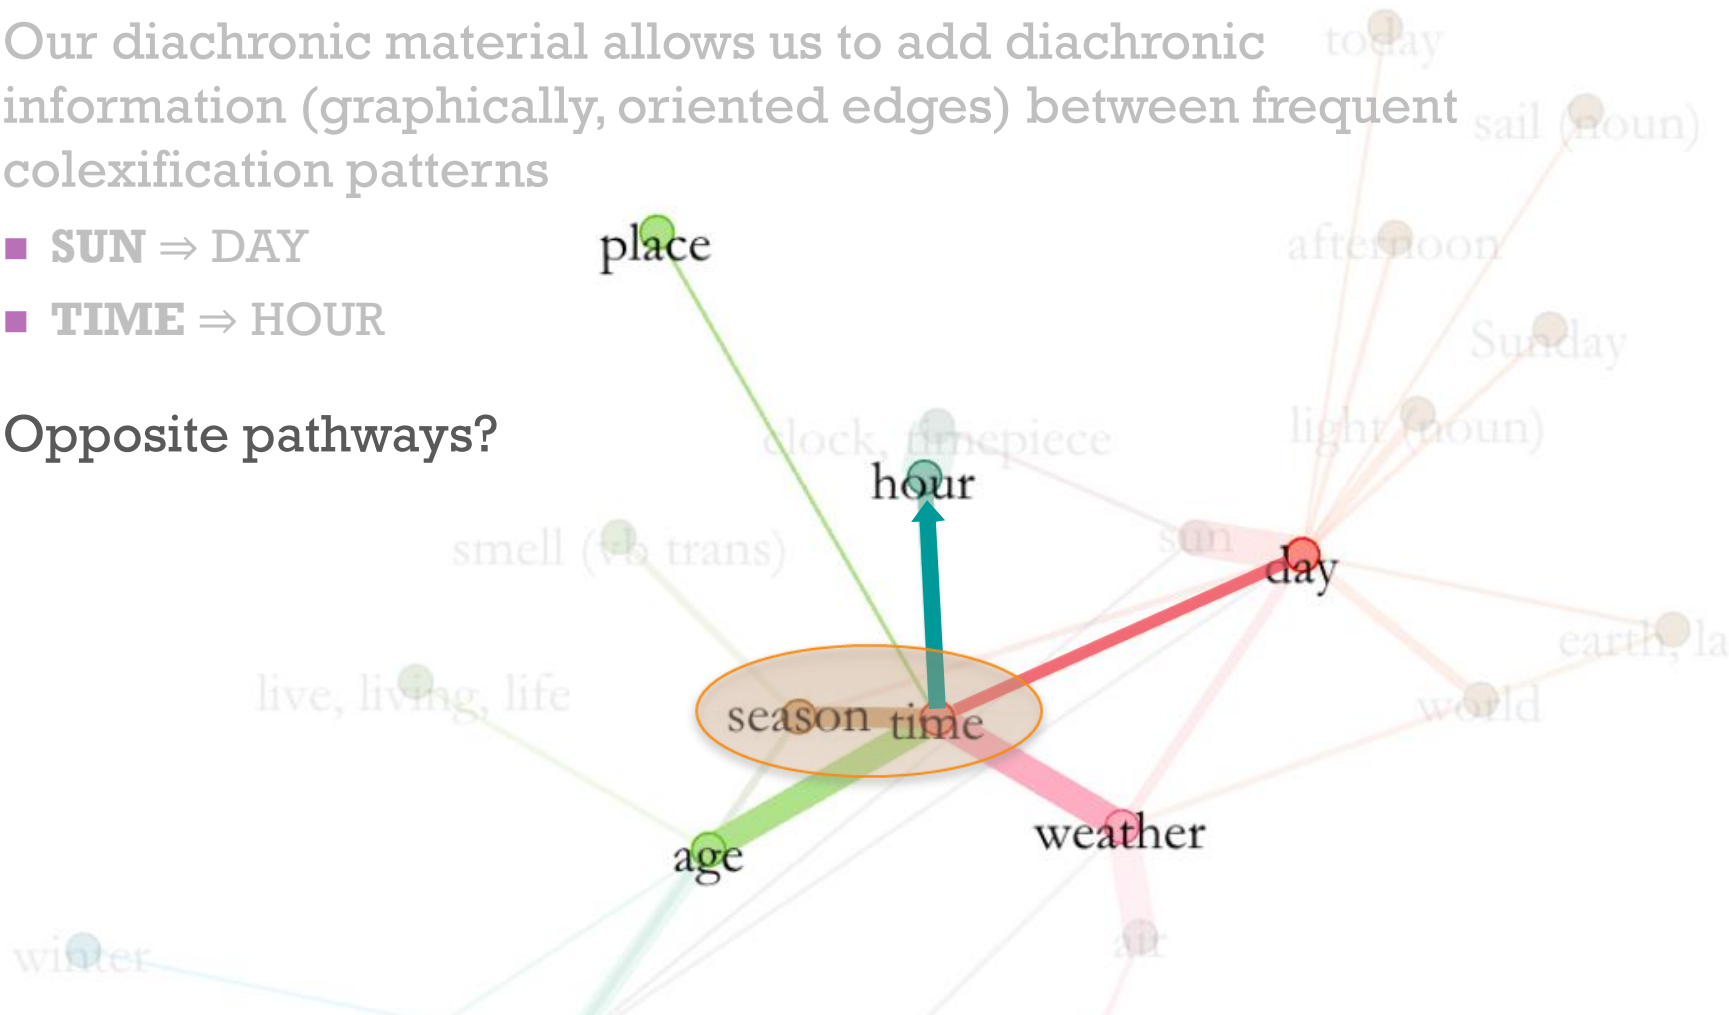 Our diachronic material allows us to add diachronic
information (graphically, oriented edges) between frequent
colexification patterns
■ SUN ⇒ DAY
■ TIME ⇒ HOUR
Opposite pathways?
today
sail (noun)
place
afternoon
Sunday
clock, timepiece
light (noun)
hour
smell (vb trans)
sun
day
earth, la
live, living, life
season
time
world
weather
age
air
winter